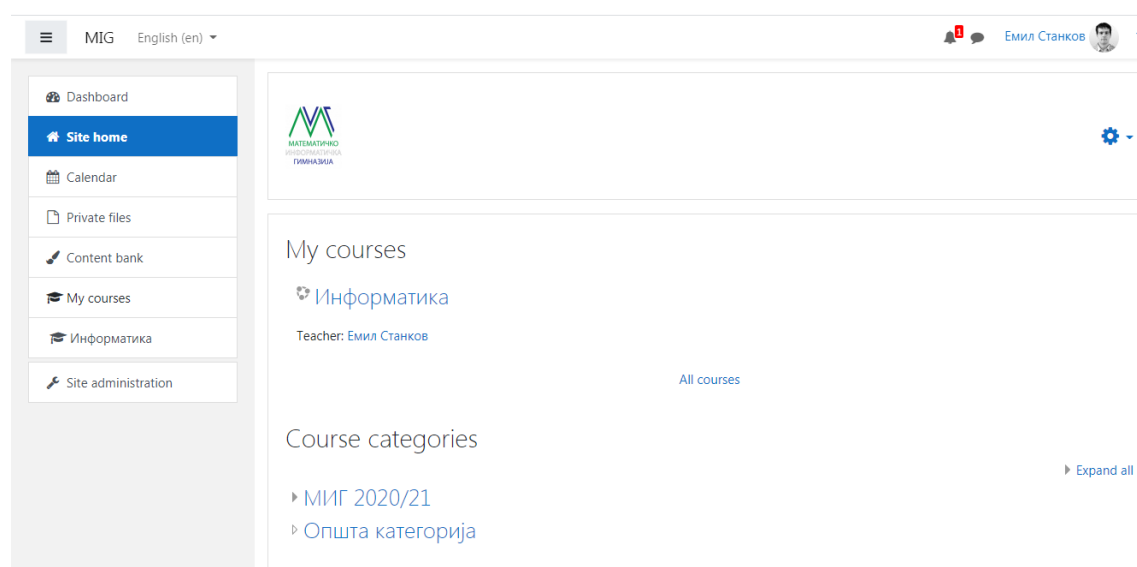 MIG English (en)
1
Емил Станков
Dashboard
Site home
Calendar
Private files
Content bank
My courses
Информатика
Site administration
МАТЕМАТИЧКО
ИНФОРМАТИЧКА
ГИМНАЗИЈА
My courses
Информатика
Teacher: Емил Станков
All courses
Course categories
Expand all
МИГ 2020/21
Општа категорија